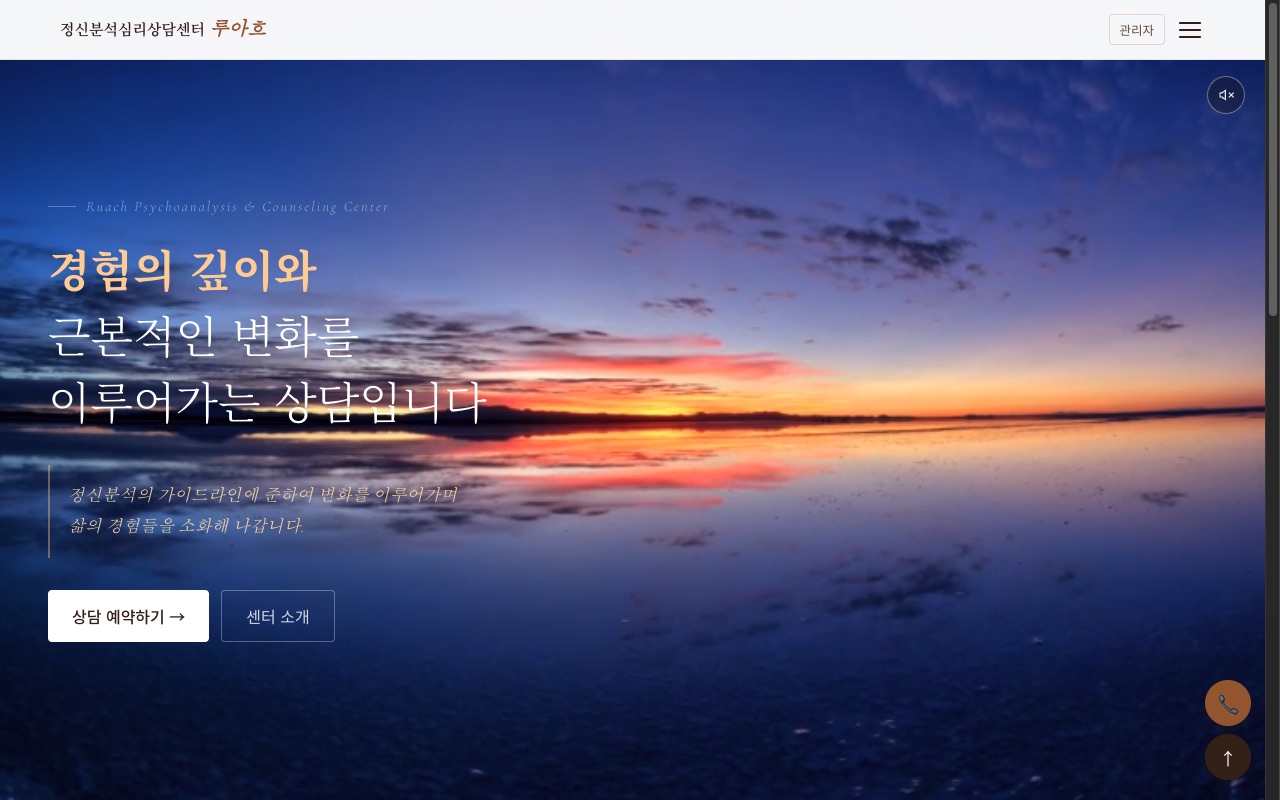 정신분석심리상담센터 루아흐
관리자
Ruach Psychoanalysis & Counseling Center
경험의 깊이와
근본적인 변화를
이루어가는 상담입니다
정신분석의 가이드라인에 준하여 변화를 이루어가며
삶의 경험들을 소화해 나갑니다.
상담 예약하기 →
센터 소개
↑